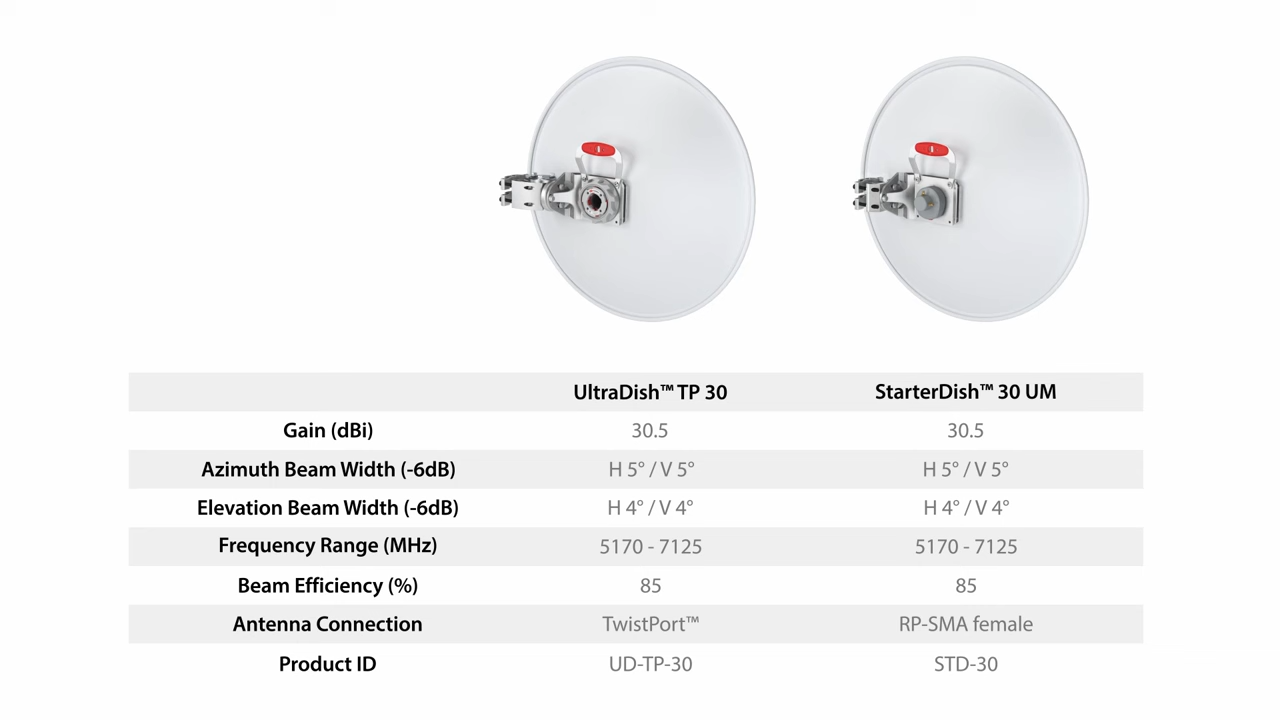 UltraDish™ TP 30 StarterDish™ 30 UM
Gain (dBi) 30.5 30.5
Azimuth Beam Width (-6dB) H 5° / V 5° H 5° / V 5°
Elevation Beam Width (-6dB) H 4° / V 4° H 4° / V 4°
Frequency Range (MHz) 5170 - 7125 5170 - 7125
Beam Efficiency (%) 85 85
Antenna Connection TwistPort™ RP-SMA female
Product ID UD-TP-30 STD-30